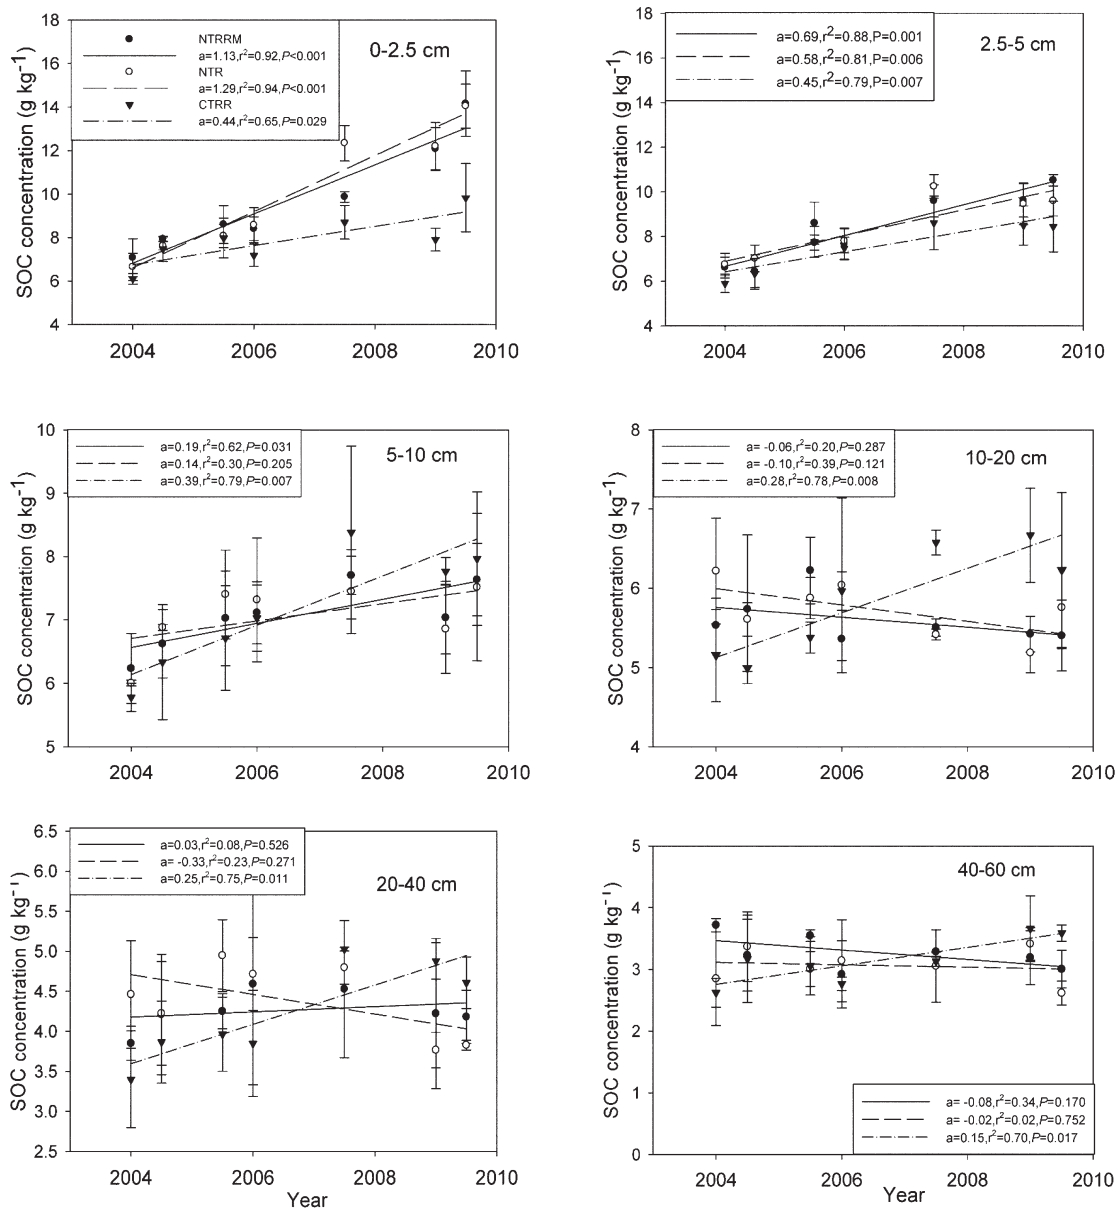 SOC concentration (g kg⁻¹)
18
16
14
12
10
8
6
4
NTRRM
a=1.13,r²=0.92,P<0.001
NTR
a=1.29,r²=0.94,P<0.001
CTRR
a=0.44,r²=0.65,P=0.029
0-2.5 cm
2004 2006 2008 2010
SOC concentration (g kg⁻¹)
18
16
14
12
10
8
6
4
a=0.69,r²=0.88,P=0.001
a=0.58,r²=0.81,P=0.006
a=0.45,r²=0.79,P=0.007
2.5-5 cm
2004 2006 2008 2010
SOC concentration (g kg⁻¹)
10
9
8
7
6
5
a=0.19,r²=0.62,P=0.031
a=0.14,r²=0.30,P=0.205
a=0.39,r²=0.79,P=0.007
5-10 cm
2004 2006 2008 2010
SOC concentration (g kg⁻¹)
8
7
6
5
4
a= -0.06,r²=0.20,P=0.287
a= -0.10,r²=0.39,P=0.121
a=0.28,r²=0.78,P=0.008
10-20 cm
2004 2006 2008 2010
SOC concentration (g kg⁻¹)
6.5
6.0
5.5
5.0
4.5
4.0
3.5
3.0
2.5
a=0.03,r²=0.08,P=0.526
a= -0.33,r²=0.23,P=0.271
a=0.25,r²=0.75,P=0.011
20-40 cm
2004 2006 2008 2010
Year
SOC concentration (g kg⁻¹)
5
4
3
2
1
0
40-60 cm
a= -0.08,r²=0.34,P=0.170
a= -0.02,r²=0.02,P=0.752
a=0.15,r²=0.70,P=0.017
2004 2006 2008 2010
Year